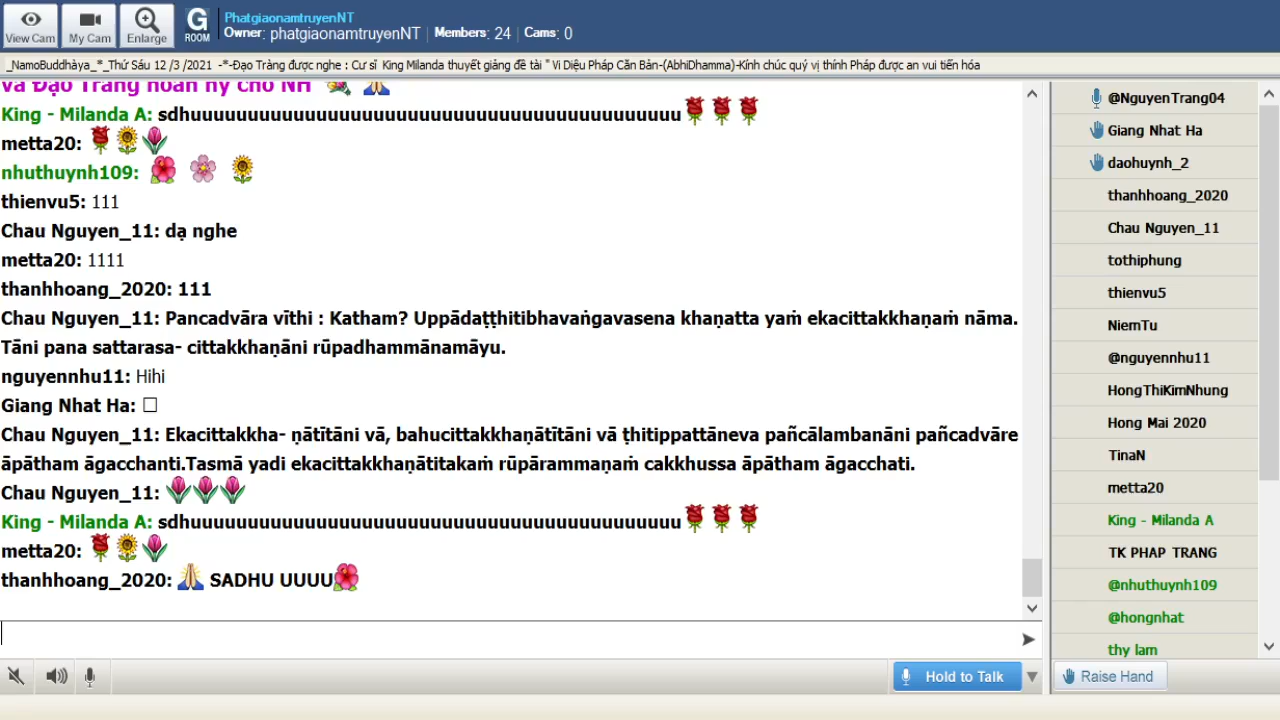 View Cam
My Cam
Enlarge
G
ROOM
PhatgiaonamtruyenNT
Owner: phatgiaonamtruyenNT | Members: 24 | Cams: 0
_NamoBuddhàya_*_Thứ Sáu 12 /3 /2021 -*-Đạo Tràng được nghe : Cư sĩ King Milanda thuyết giảng đề tài " Vi Diệu Pháp Căn Bản-(AbhiDhamma)-Kính chúc quý vị thính Pháp được an vui tiến hóa
và Đạo Tràng hoan hỷ cho NH
King - Milanda A: sdhuuuuuuuuuuuuuuuuuuuuuuuuuuuuuuuuuuuuuuuuuuu
metta20:
nhuthuynh109:
thienvu5: 111
Chau Nguyen_11: dạ nghe
metta20: 1111
thanhhoang_2020: 111
Chau Nguyen_11: Pancadvāra vīthi : Katham? Uppādaṭṭhitibhavaṅgavasena khaṇatta yaṁ ekacittakkhaṇaṁ nāma.
Tāni pana sattarasa- cittakkhaṇāni rūpadhammānamāyu.
nguyennhu11: Hihi
Giang Nhat Ha: □
Chau Nguyen_11: Ekacittakkha- ṇātītāni vā, bahucittakkhaṇātītāni vā ṭhitippattāneva pañcālambanāni pañcadvāre
āpātham āgacchanti.Tasmā yadi ekacittakkhaṇātitakaṁ rūpārammaṇaṁ cakkhussa āpātham āgacchati.
Chau Nguyen_11:
King - Milanda A: sdhuuuuuuuuuuuuuuuuuuuuuuuuuuuuuuuuuuuuuuuuuuu
metta20:
thanhhoang_2020: SADHU UUUU
Hold to Talk
@NguyenTrang04
Giang Nhat Ha
daohuynh_2
thanhhoang_2020
Chau Nguyen_11
tothiphung
thienvu5
NiemTu
@nguyennhu11
HongThiKimNhung
Hong Mai 2020
TinaN
metta20
King - Milanda A
TK PHAP TRANG
@nhuthuynh109
@hongnhat
thy lam
Raise Hand